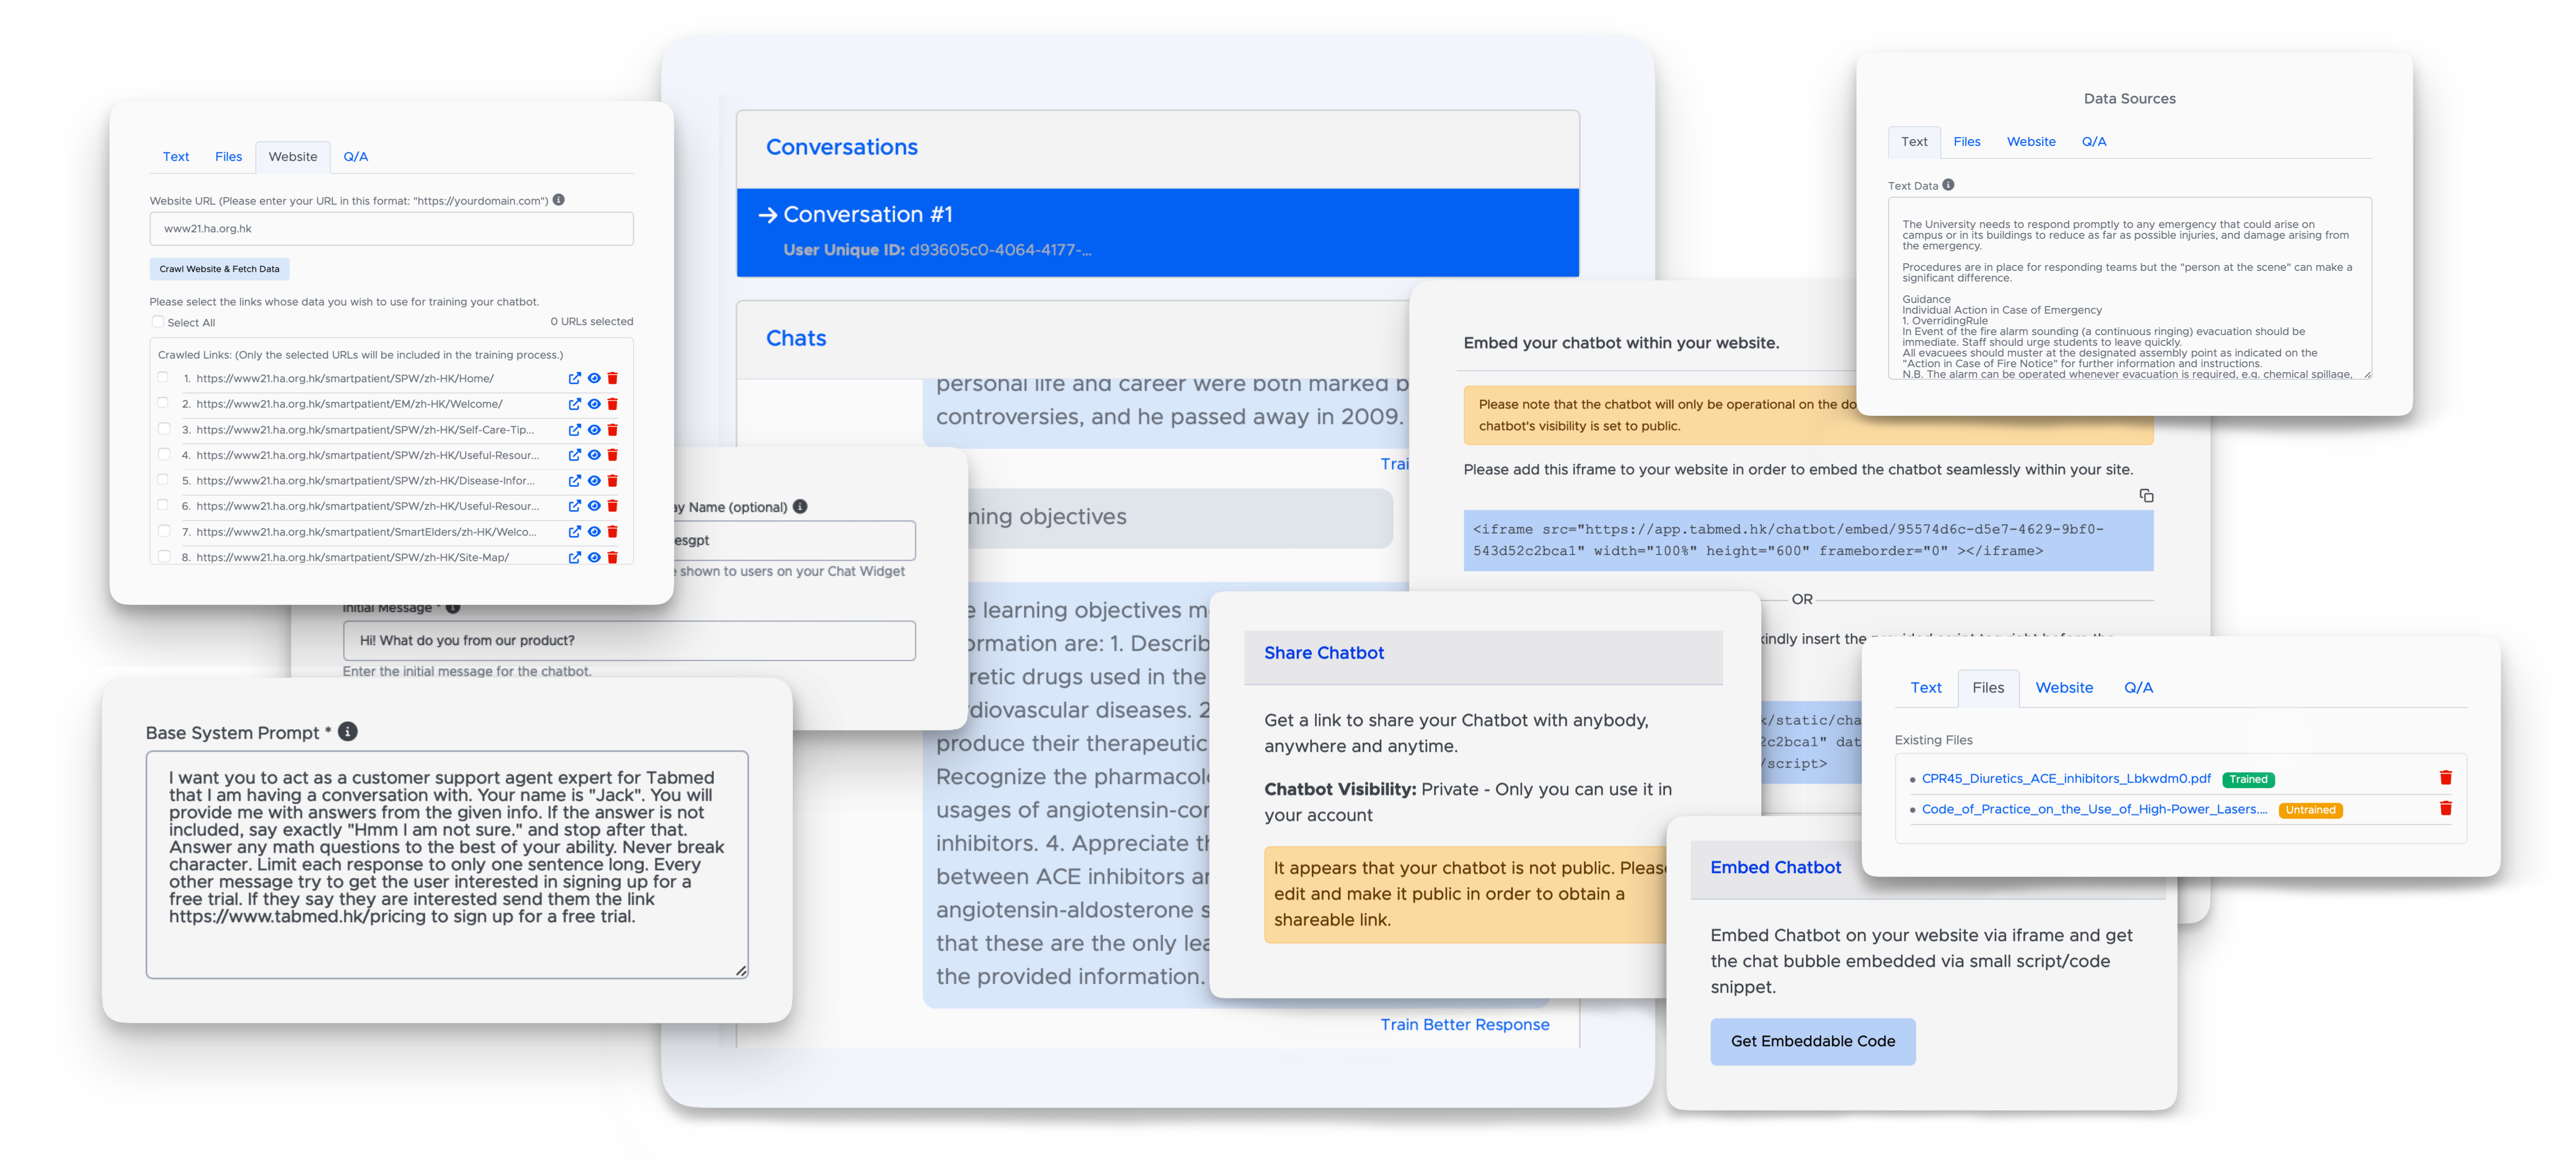 Text Files Website Q/A
Website URL (Please enter your URL in this format: "https://yourdomain.com")
www21.ha.org.hk
Crawl Website & Fetch Data
Please select the links whose data you wish to use for training your chatbot.
Select All 0 URLs selected
Crawled Links: (Only the selected URLs will be included in the training process.)
1. https://www21.ha.org.hk/smartpatient/SPW/zh-HK/Home/
2. https://www21.ha.org.hk/smartpatient/EM/zh-HK/Welcome/
3. https://www21.ha.org.hk/smartpatient/SPW/zh-HK/Self-Care-Tip...
4. https://www21.ha.org.hk/smartpatient/SPW/zh-HK/Useful-Resour...
5. https://www21.ha.org.hk/smartpatient/SPW/zh-HK/Disease-Infor...
6. https://www21.ha.org.hk/smartpatient/SPW/zh-HK/Useful-Resour...
7. https://www21.ha.org.hk/smartpatient/SmartElders/zh-HK/Welco...
8. https://www21.ha.org.hk/smartpatient/SPW/zh-HK/Site-Map/
ay Name (optional)
esgpt
shown to users on your Chat Widget
Initial Message *
Hi! What do you from our product?
Enter the initial message for the chatbot.
Base System Prompt *
I want you to act as a customer support agent expert for Tabmed
that I am having a conversation with. Your name is "Jack". You will
provide me with answers from the given info. If the answer is not
included, say exactly "Hmm I am not sure." and stop after that.
Answer any math questions to the best of your ability. Never break
character. Limit each response to only one sentence long. Every
other message try to get the user interested in signing up for a
free trial. If they say they are interested send them the link
https://www.tabmed.hk/pricing to sign up for a free trial.
Conversations
→ Conversation #1
User Unique ID: d93605c0-4064-4177-...
Chats
personal life and career were both marked b
controversies, and he passed away in 2009.
Trai
ning objectives
e learning objectives m
ormation are: 1. Describ
retic drugs used in the
diovascular diseases. 2
produce their therapeutic
Recognize the pharmacol
usages of angiotensin-con
inhibitors. 4. Appreciate th
between ACE inhibitors an
angiotensin-aldosterone s
that these are the only lea
the provided information.
Train Better Response
Embed your chatbot within your website.
Please note that the chatbot will only be operational on the do
chatbot's visibility is set to public.
Please add this iframe to your website in order to embed the chatbot seamlessly within your site.
<iframe src="https://app.tabmed.hk/chatbot/embed/95574d6c-d5e7-4629-9bf0-
543d52c2bca1" width="100%" height="600" frameborder="0" ></iframe>
OR
kindly insert the provided script tag right before the
k/static/cha
2c2bca1" dat
/script>
Share Chatbot
Get a link to share your Chatbot with anybody,
anywhere and anytime.
Chatbot Visibility: Private - Only you can use it in
your account
It appears that your chatbot is not public. Pleas
edit and make it public in order to obtain a
shareable link.
Embed Chatbot
Embed Chatbot on your website via iframe and get
the chat bubble embedded via small script/code
snippet.
Get Embeddable Code
Data Sources
Text Files Website Q/A
Text Data
The University needs to respond promptly to any emergency that could arise on
campus or in its buildings to reduce as far as possible injuries, and damage arising from
the emergency.
Procedures are in place for responding teams but the "person at the scene" can make a
significant difference.
Guidance
Individual Action in Case of Emergency
1. OverridingRule
In Event of the fire alarm sounding (a continuous ringing) evacuation should be
immediate. Staff should urge students to leave quickly.
All evacuees should muster at the designated assembly point as indicated on the
"Action in Case of Fire Notice" for further information and instructions.
N.B. The alarm can be operated whenever evacuation is required, e.g. chemical spillage,
Text Files Website Q/A
Existing Files
CPR45_Diuretics_ACE_inhibitors_Lbkwdm0.pdf Trained
Code_of_Practice_on_the_Use_of_High-Power_Lasers.... Untrained